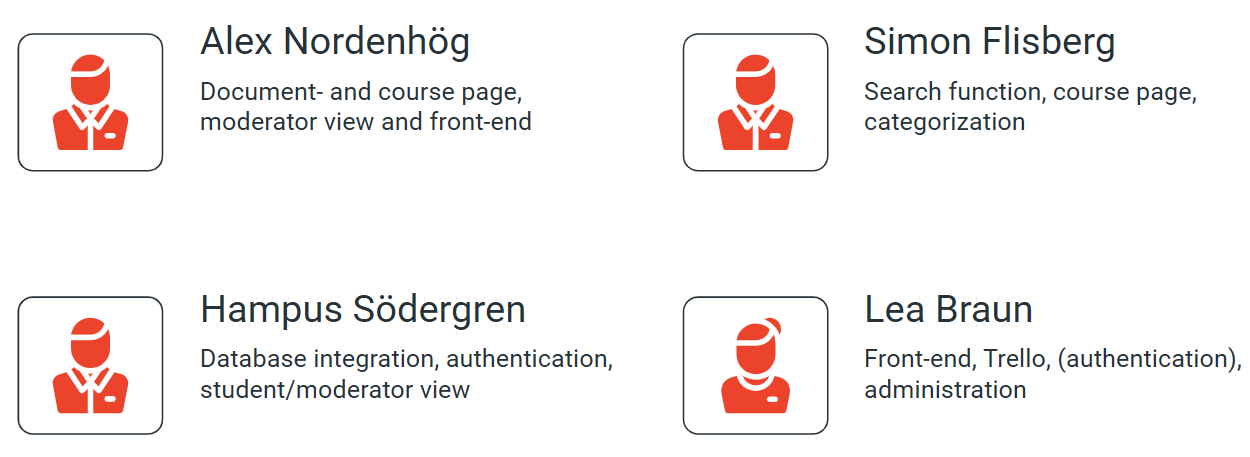 Alex Nordenhög
Document- and course page,
moderator view and front-end
Simon Flisberg
Search function, course page,
categorization
Hampus Södergren
Database integration, authentication,
student/moderator view
Lea Braun
Front-end, Trello, (authentication),
administration